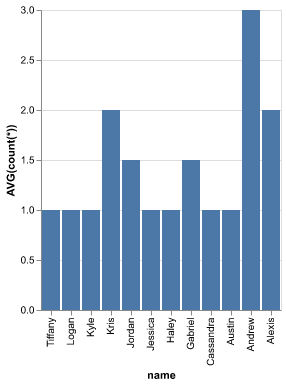 3.0
2.5
2.0
1.5
1.0
0.5
0.0
AVG(count(*))
Tiffany
Logan
Kyle
Kris
Jordan
Jessica
Haley
Gabriel
Cassandra
Austin
Andrew
Alexis
name